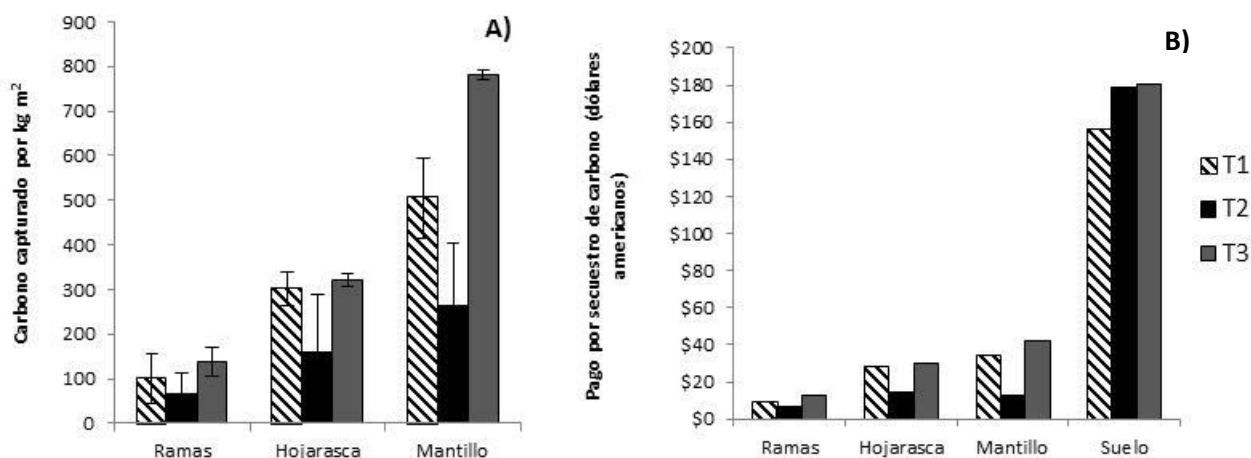 A)
Carbono capturado por kg m²
900
800
700
600
500
400
300
200
100
0
Ramas
Hojarasca
Mantillo
B)
Pago por secuestro de carbono (dólares
americanos)
$200
$180
$160
$140
$120
$100
$80
$60
$40
$20
$0
Ramas
Hojarasca
Mantillo
Suelo
T1
T2
T3